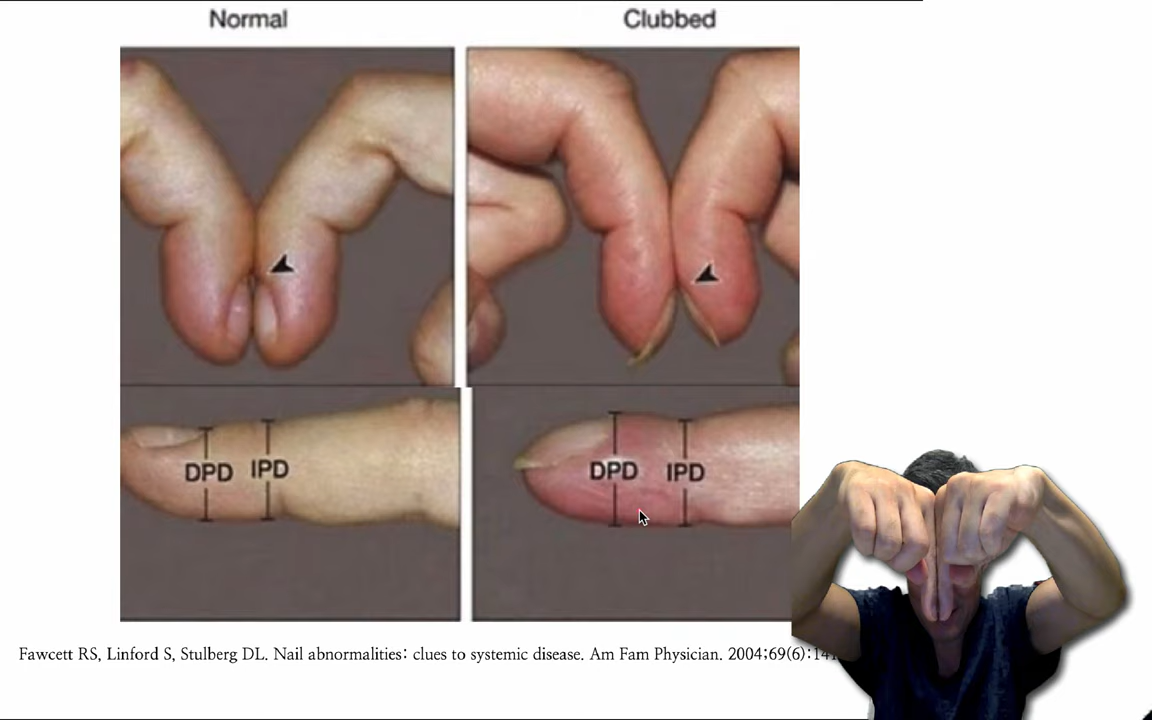 Normal
Clubbed
DPD IPD
DPD IPD
Fawcett RS, Linford S, Stulberg DL. Nail abnormalities: clues to systemic disease. Am Fam Physician. 2004;69(6):